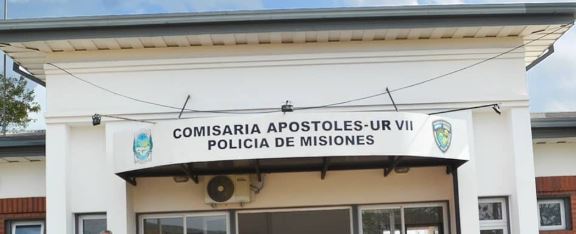 COMISARIA APOSTOLES-UR VII
POLICIA DE MISIONES